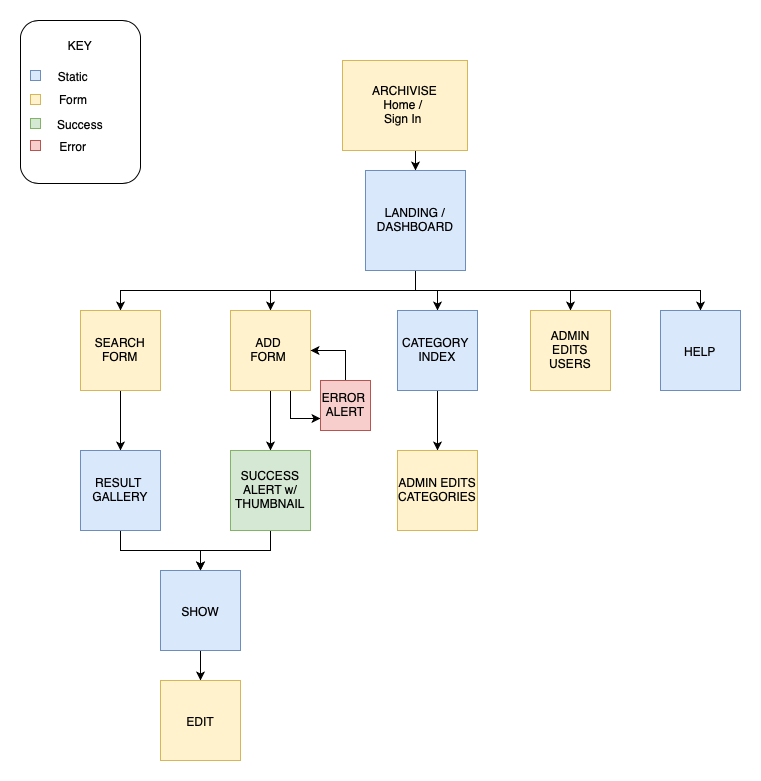 KEY
Static
Form
Success
Error
ARCHIVISE
Home /
Sign In
LANDING /
DASHBOARD
SEARCH
FORM
ADD
FORM
CATEGORY
INDEX
ADMIN
EDITS
USERS
HELP
ERROR
ALERT
RESULT
GALLERY
SUCCESS
ALERT w/
THUMBNAIL
ADMIN EDITS
CATEGORIES
SHOW
EDIT